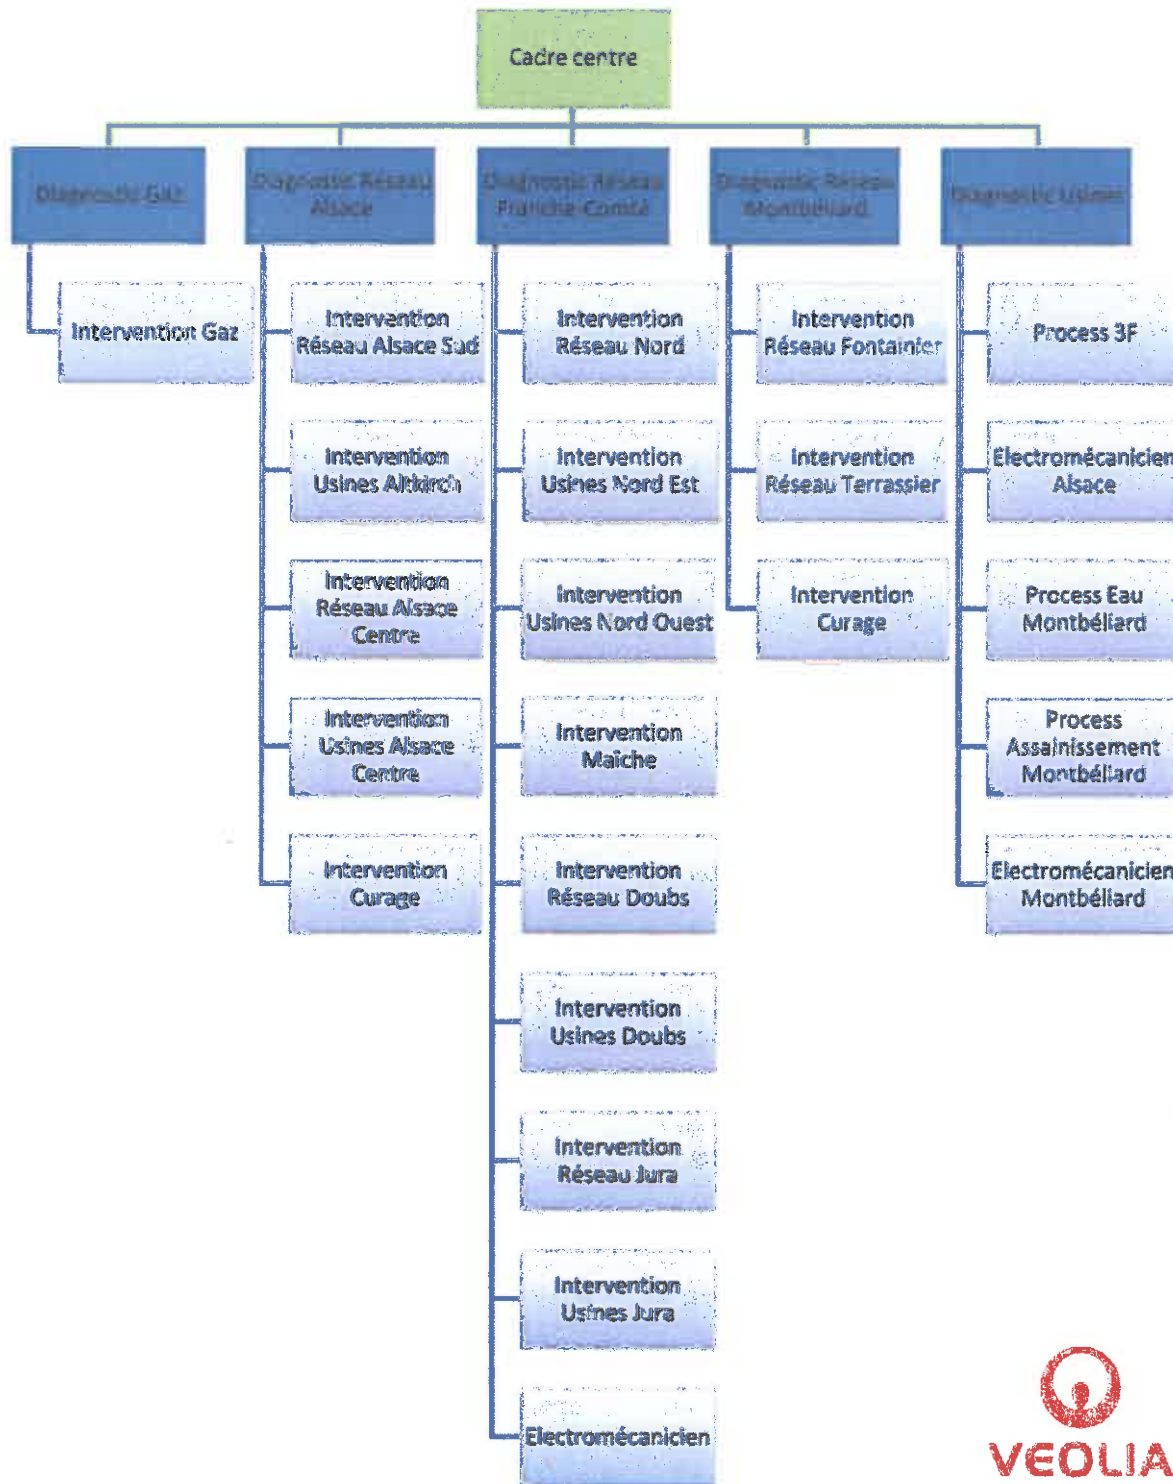 Cadre centre
Diagnostic Gaz
Diagnostic Réseau
Alsace
Diagnostic Réseau
Franche-Comté
Diagnostic Réseau
Montbéliard
Diagnostic Usines
Intervention Gaz
Intervention
Réseau Alsace Sud
Intervention
Usines Altkirch
Intervention
Réseau Alsace
Centre
Intervention
Usines Alsace
Centre
Intervention
Curage
Intervention
Réseau Nord
Intervention
Usines Nord Est
Intervention
Usines Nord Ouest
Intervention
Maîche
Intervention
Réseau Doubs
Intervention
Usines Doubs
Intervention
Réseau Jura
Intervention
Usines Jura
Electromécanicien
Intervention
Réseau Fontainier
Intervention
Réseau Terrassier
Intervention
Curage
Process 3F
Electromécanicien
Alsace
Process Eau
Montbéliard
Process
Assainissement
Montbéliard
Electromécanicien
Montbéliard
VEOLIA